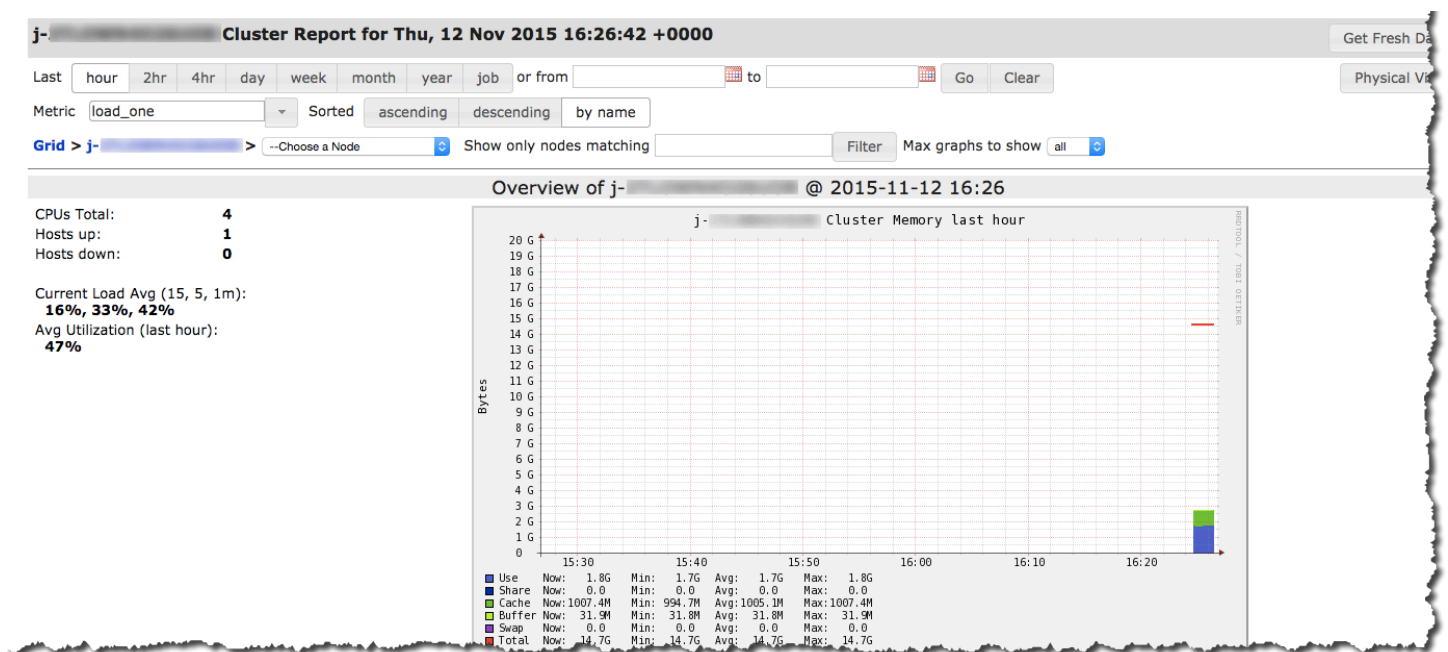 j- Cluster Report for Thu, 12 Nov 2015 16:26:42 +0000
Get Fresh
Last hour 2hr 4hr day week month year job or from to Go Clear
Physical
Metric load_one Sorted ascending descending by name
Grid > j- > --Choose a Node Show only nodes matching Filter Max graphs to show all
Overview of j- @ 2015-11-12 16:26
CPUs Total: 4
Hosts up: 1
Hosts down: 0
Current Load Avg (15, 5, 1m):
16%, 33%, 42%
Avg Utilization (last hour):
47%
j- Cluster Memory last hour
RRDTOOL / TOBI OETIKER
Bytes
20 G
19 G
18 G
17 G
16 G
15 G
14 G
13 G
12 G
11 G
10 G
9 G
8 G
7 G
6 G
5 G
4 G
3 G
2 G
1 G
0
15:30 15:40 15:50 16:00 16:10 16:20
Use Now: 1.8G Min: 1.7G Avg: 1.7G Max: 1.8G
Share Now: 0.0 Min: 0.0 Avg: 0.0 Max: 0.0
Cache Now:1007.4M Min: 994.7M Avg:1005.1M Max:1007.4M
Buffer Now: 31.9M Min: 31.8M Avg: 31.8M Max: 31.9M
Swap Now: 0.0 Min: 0.0 Avg: 0.0 Max: 0.0
Total Now: 14.7G Min: 14.7G Avg: 14.7G Max: 14.7G